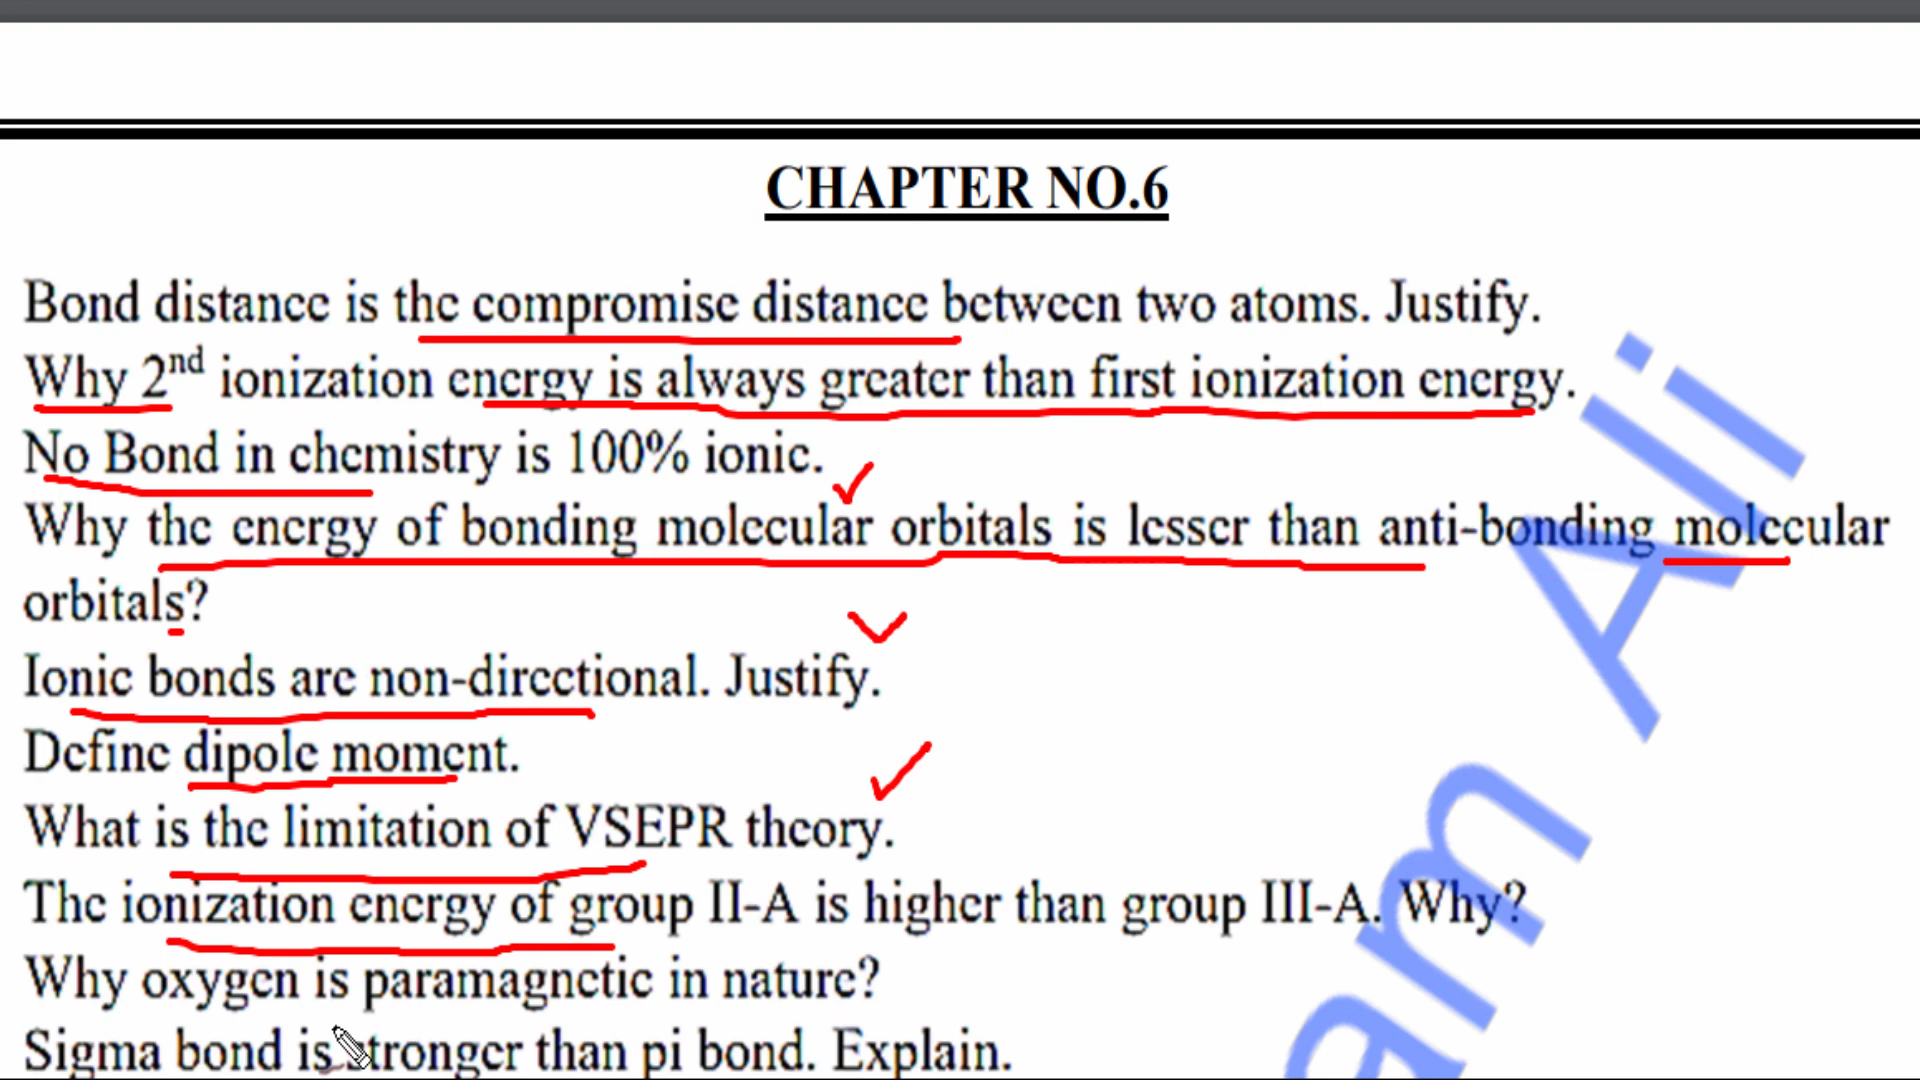 CHAPTER NO.6
Bond distance is the compromise distance between two atoms. Justify.
Why 2nd ionization energy is always greater than first ionization energy.
No Bond in chemistry is 100% ionic.
Why the energy of bonding molecular orbitals is lesser than anti-bonding molecular
orbitals?
Ionic bonds are non-directional. Justify.
Define dipole moment.
What is the limitation of VSEPR theory.
The ionization energy of group II-A is higher than group III-A. Why?
Why oxygen is paramagnetic in nature?
Sigma bond is stronger than pi bond. Explain.
am Ali